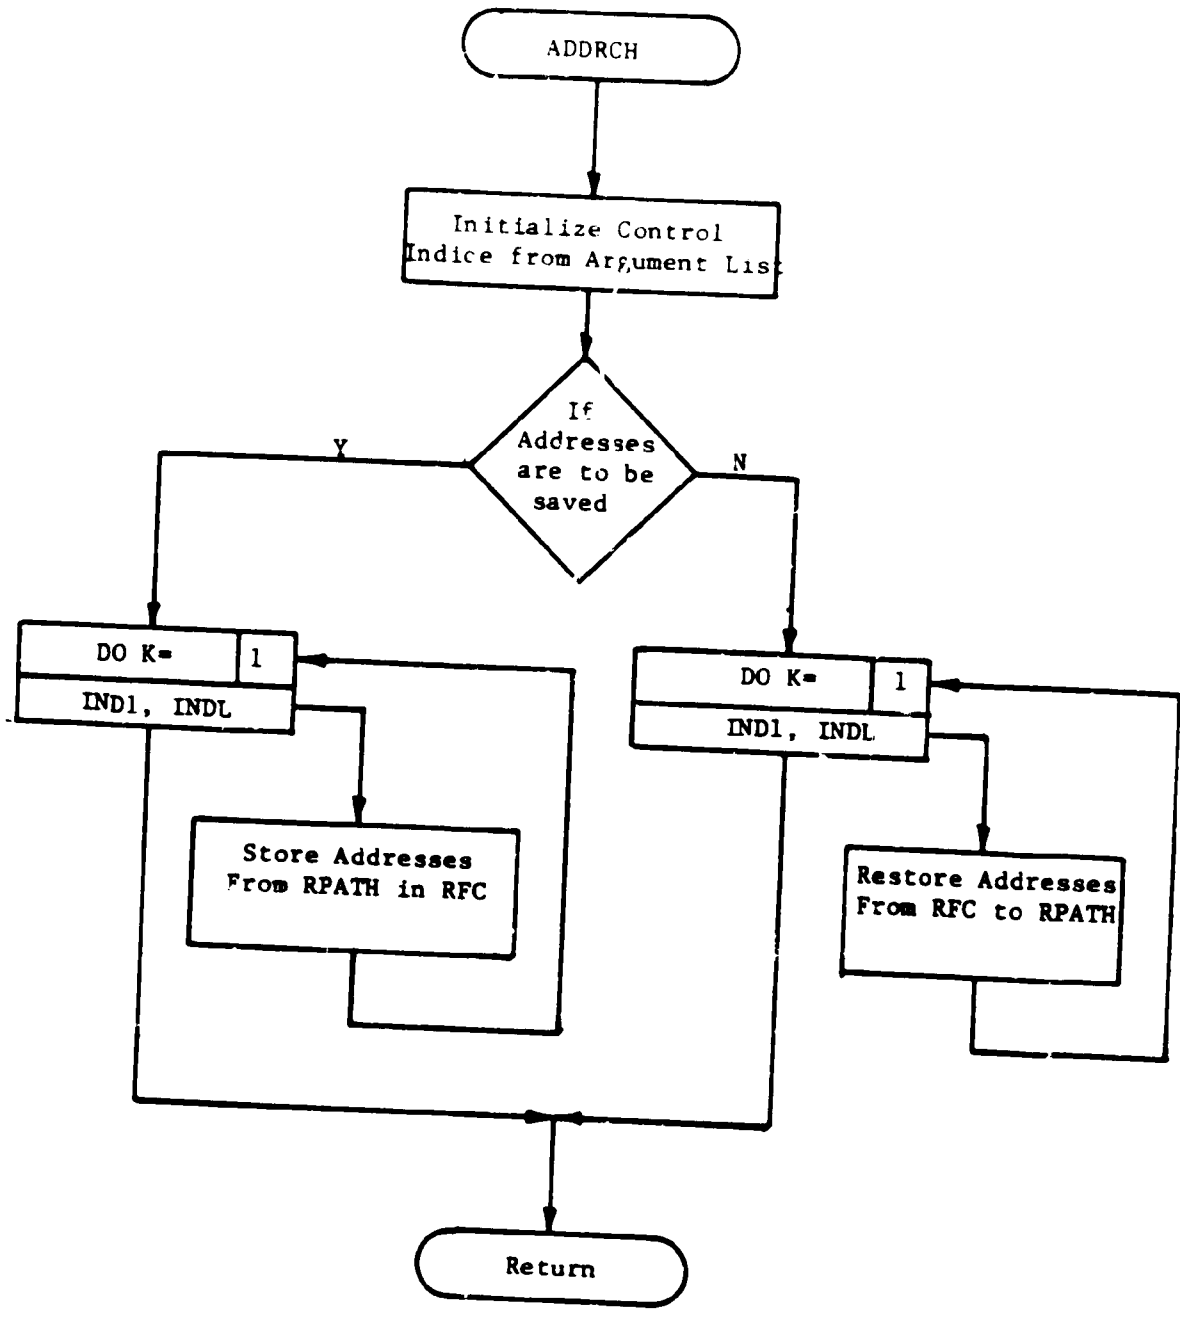 ADDRCH
Initialize Control
Indice from Argument List
If
Addresses
are to be
saved
Y
N
DO K= 1
IND1, INDL
DO K= 1
IND1, INDL
Store Addresses
From RPATH in RFC
Restore Addresses
From RFC to RPATH
Return